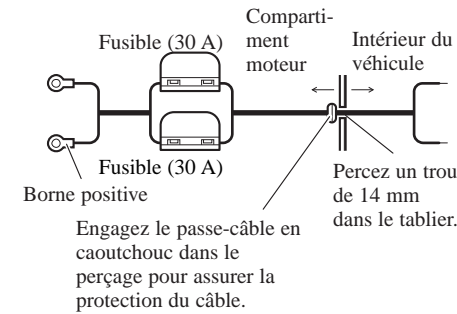 Comparti-
ment
moteur
Fusible (30 A)
Intérieur du
véhicule
Fusible (30 A)
Borne positive
Percez un trou
de 14 mm
dans le tablier.
Engagez le passe-câble en
caoutchouc dans le
perçage pour assurer la
protection du câble.